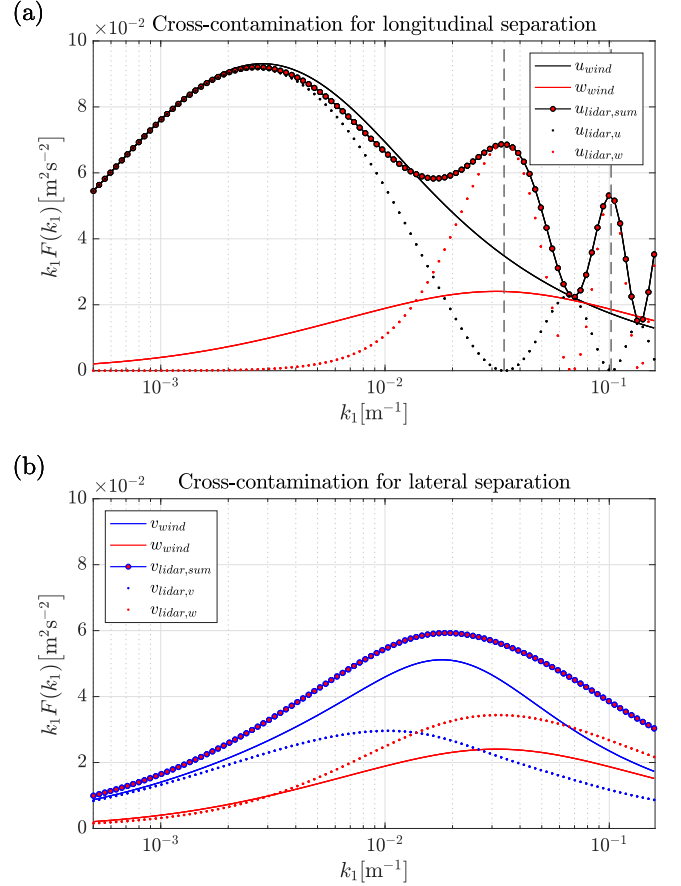 (a)
Cross-contamination for longitudinal separation
×10⁻²
10
8
6
4
2
0
k₁F(k₁)[m²s⁻²]
u_wind
w_wind
u_lidar,sum
u_lidar,u
u_lidar,w
10⁻³ 10⁻² 10⁻¹
k₁[m⁻¹]
(b)
Cross-contamination for lateral separation
×10⁻²
10
8
6
4
2
0
k₁F(k₁)[m²s⁻²]
v_wind
w_wind
v_lidar,sum
v_lidar,v
v_lidar,w
10⁻³ 10⁻² 10⁻¹
k₁[m⁻¹]